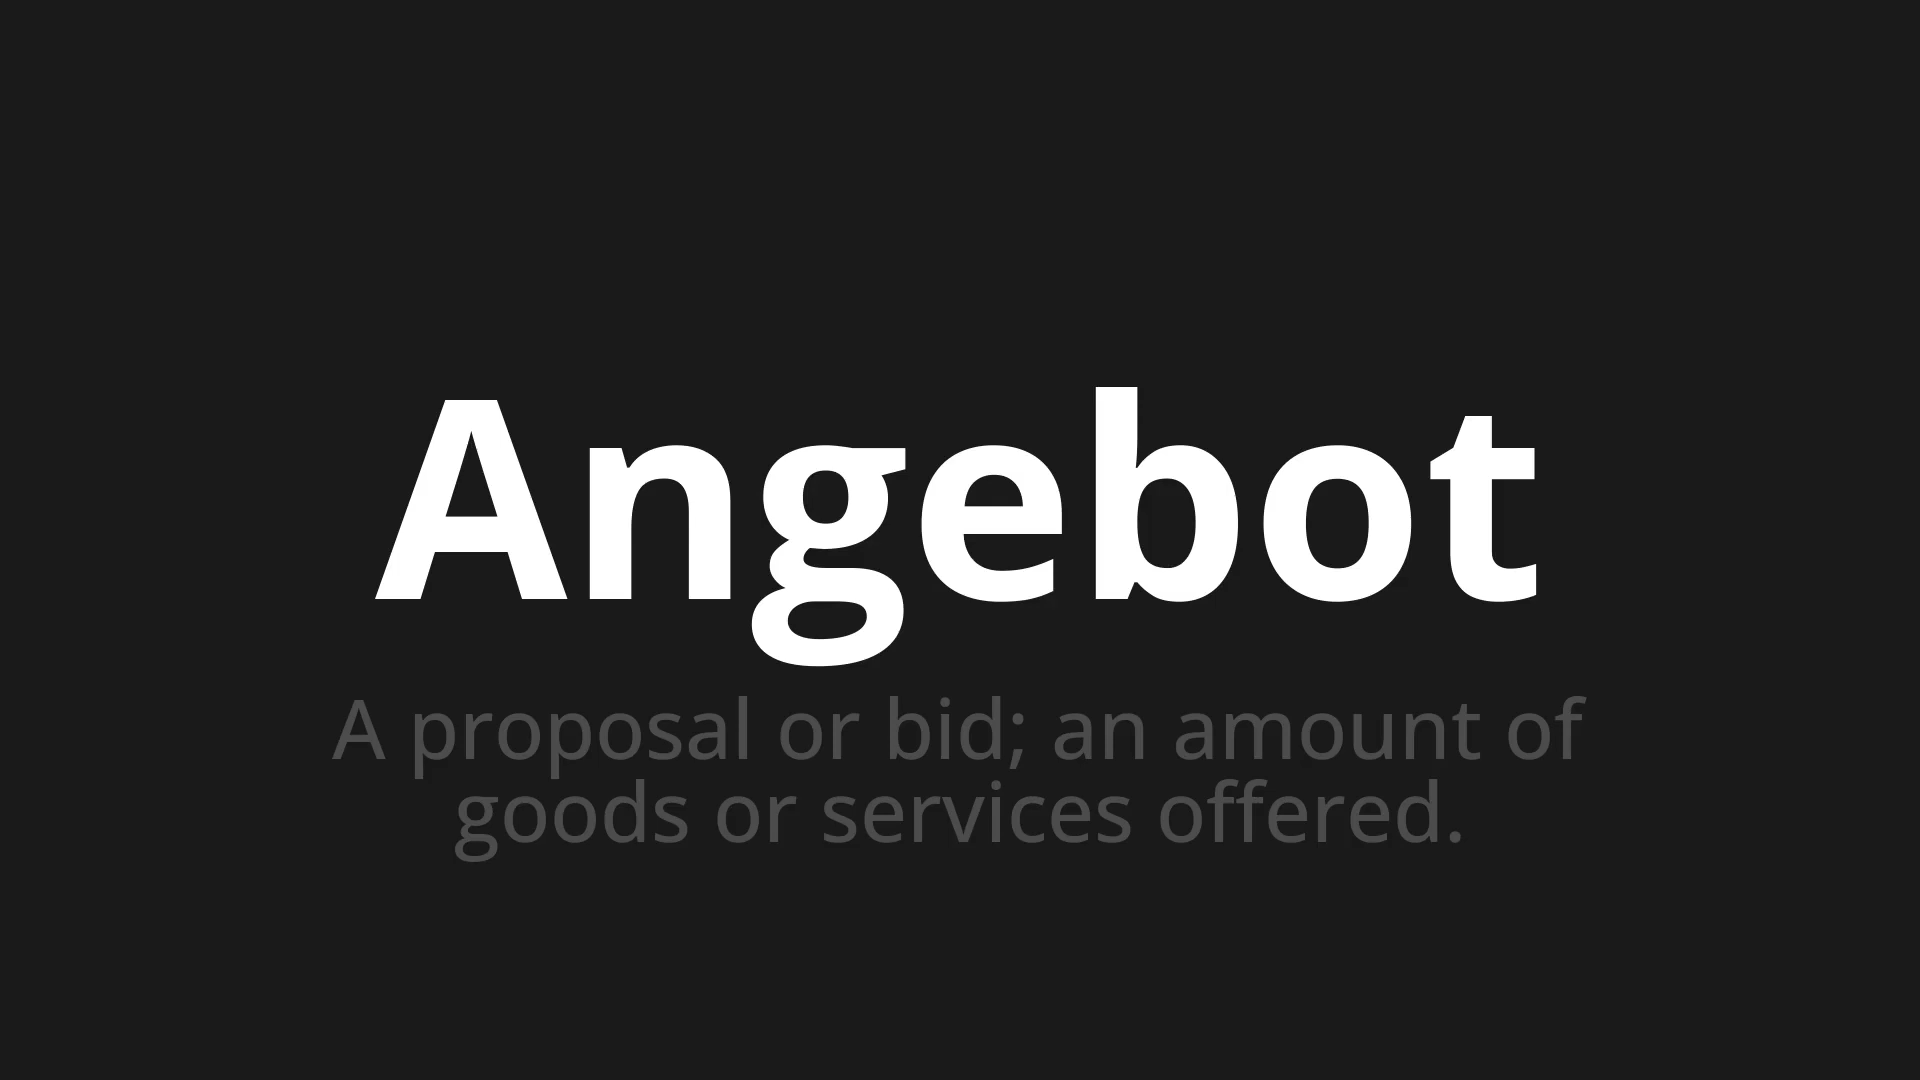 Angebot
A proposal or bid; an amount of
goods or services offered.